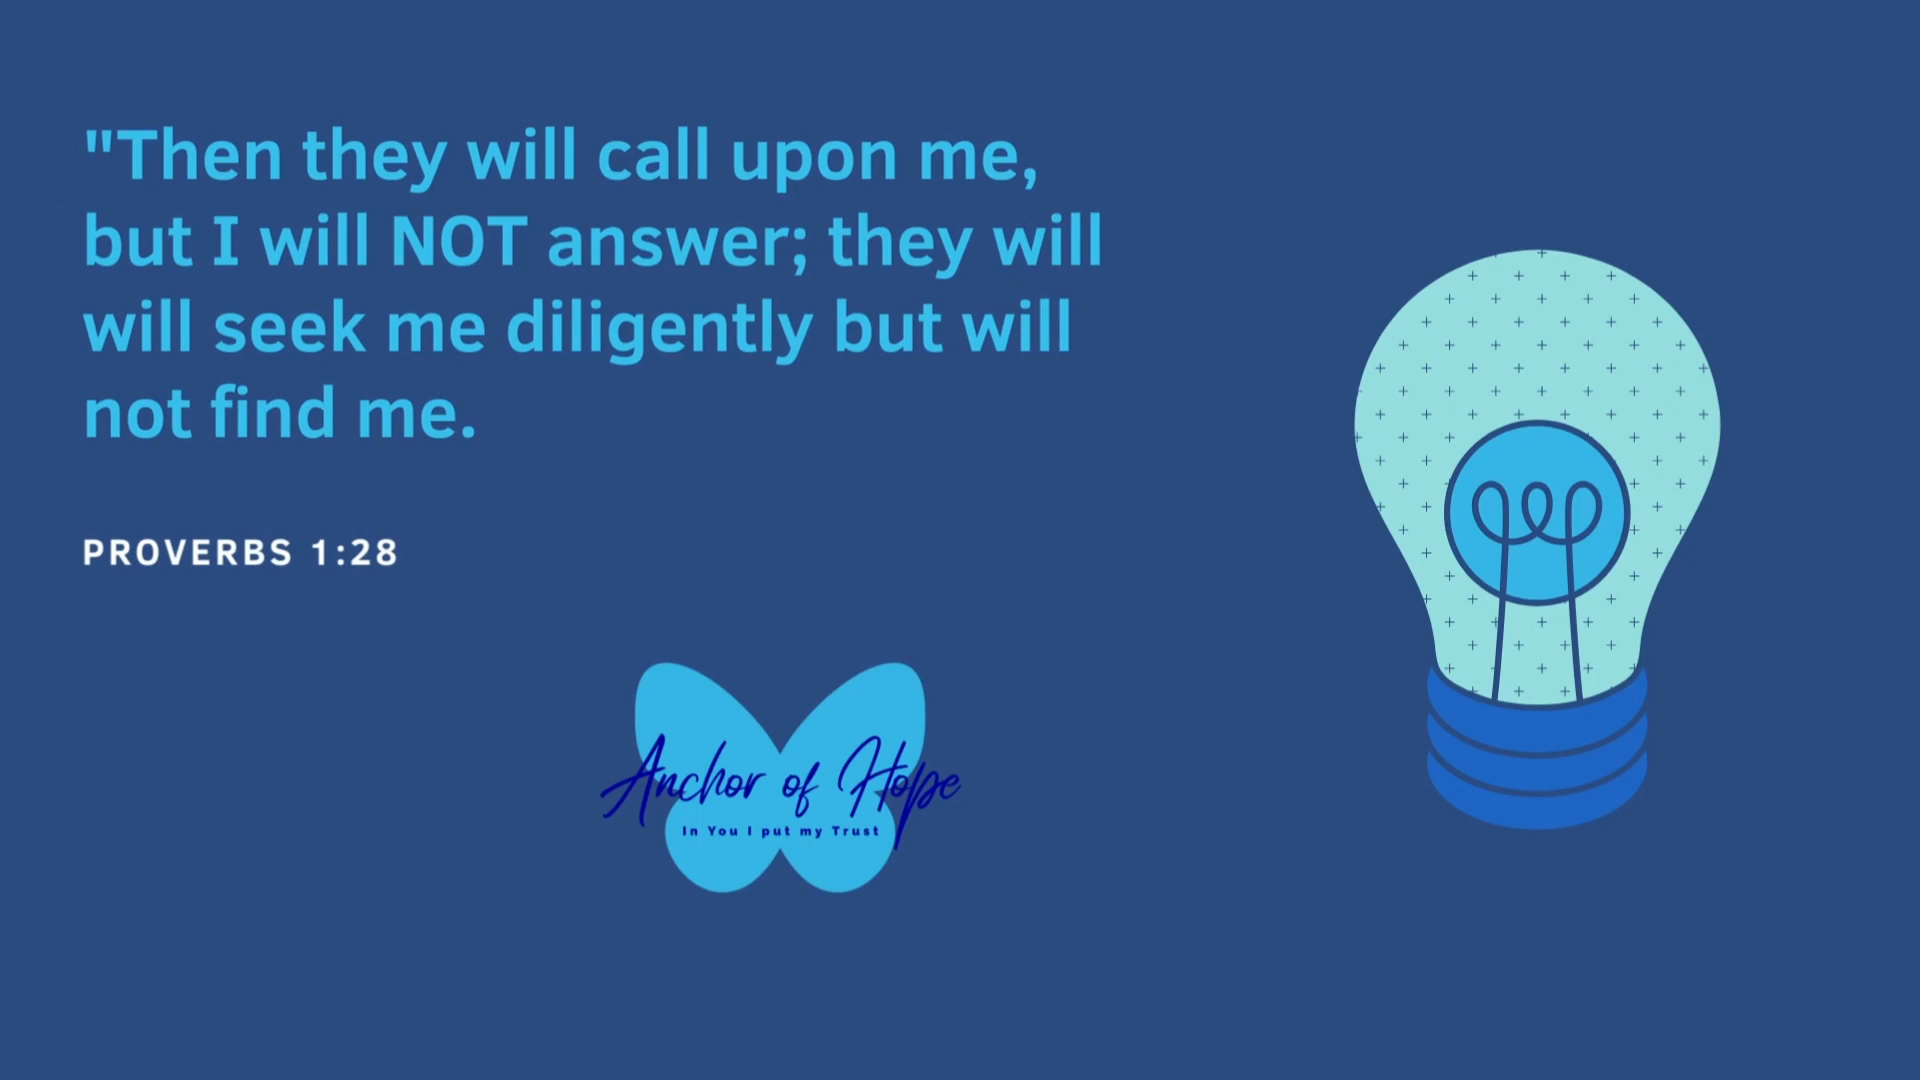 "Then they will call upon me,
but I will NOT answer; they will
will seek me diligently but will
not find me.
PROVERBS 1:28
Anchor of Hope
In You I put my Trust